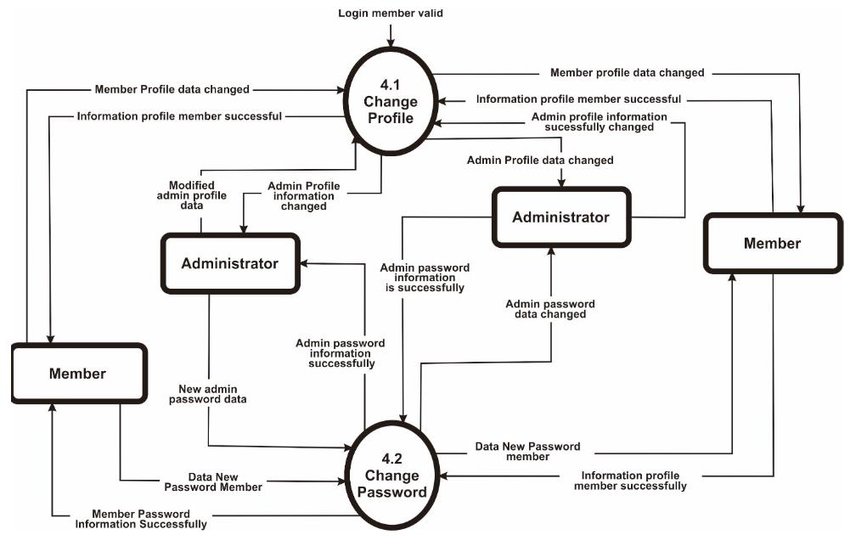 Login member valid
4.1
Change
Profile
Member Profile data changed
Member profile data changed
Information profile member successful
Information profile member successful
Admin profile information
sucessfully changed
Admin Profile data changed
Modified
admin profile
data
Admin Profile
information
changed
Administrator
Administrator
Member
Admin password
information
is successfully
Admin password
data changed
Admin password
information
successfully
Member
New admin
password data
4.2
Change
Password
Data New Password
member
Data New
Password Member
Information profile
member successfully
Member Password
Information Successfully